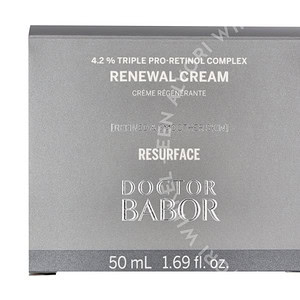 4.2 % TRIPLE PRO-RETINOL COMPLEX
RENEWAL CREAM
CRÈME RÉGÉNÉRANTE
RESURFACE
DOCTOR
BABOR
50 mL 1.69 fl. oz.